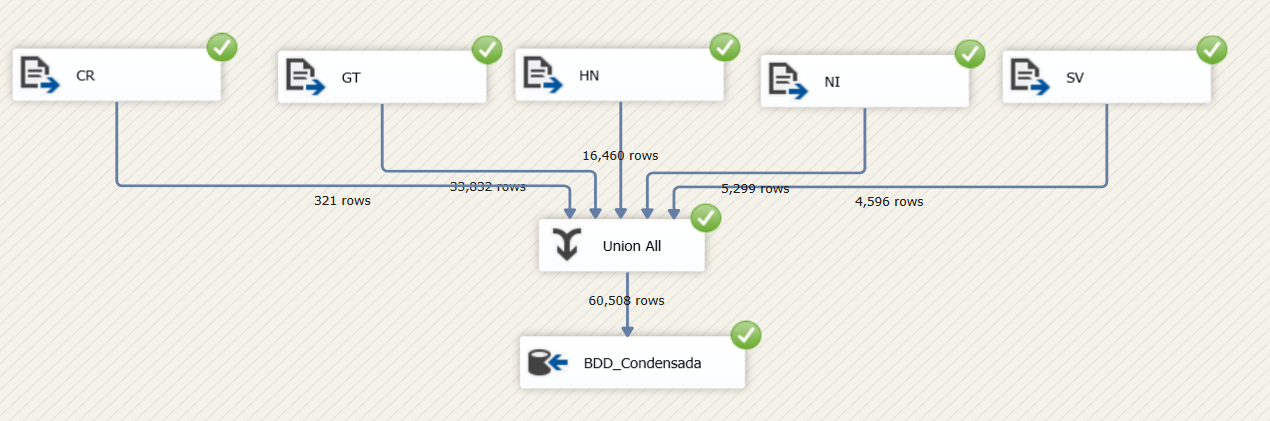 CR
GT
HN
NI
SV
16,460 rows
33,832 rows
5,299 rows
321 rows
4,596 rows
Union All
60,508 rows
BDD_Condensada